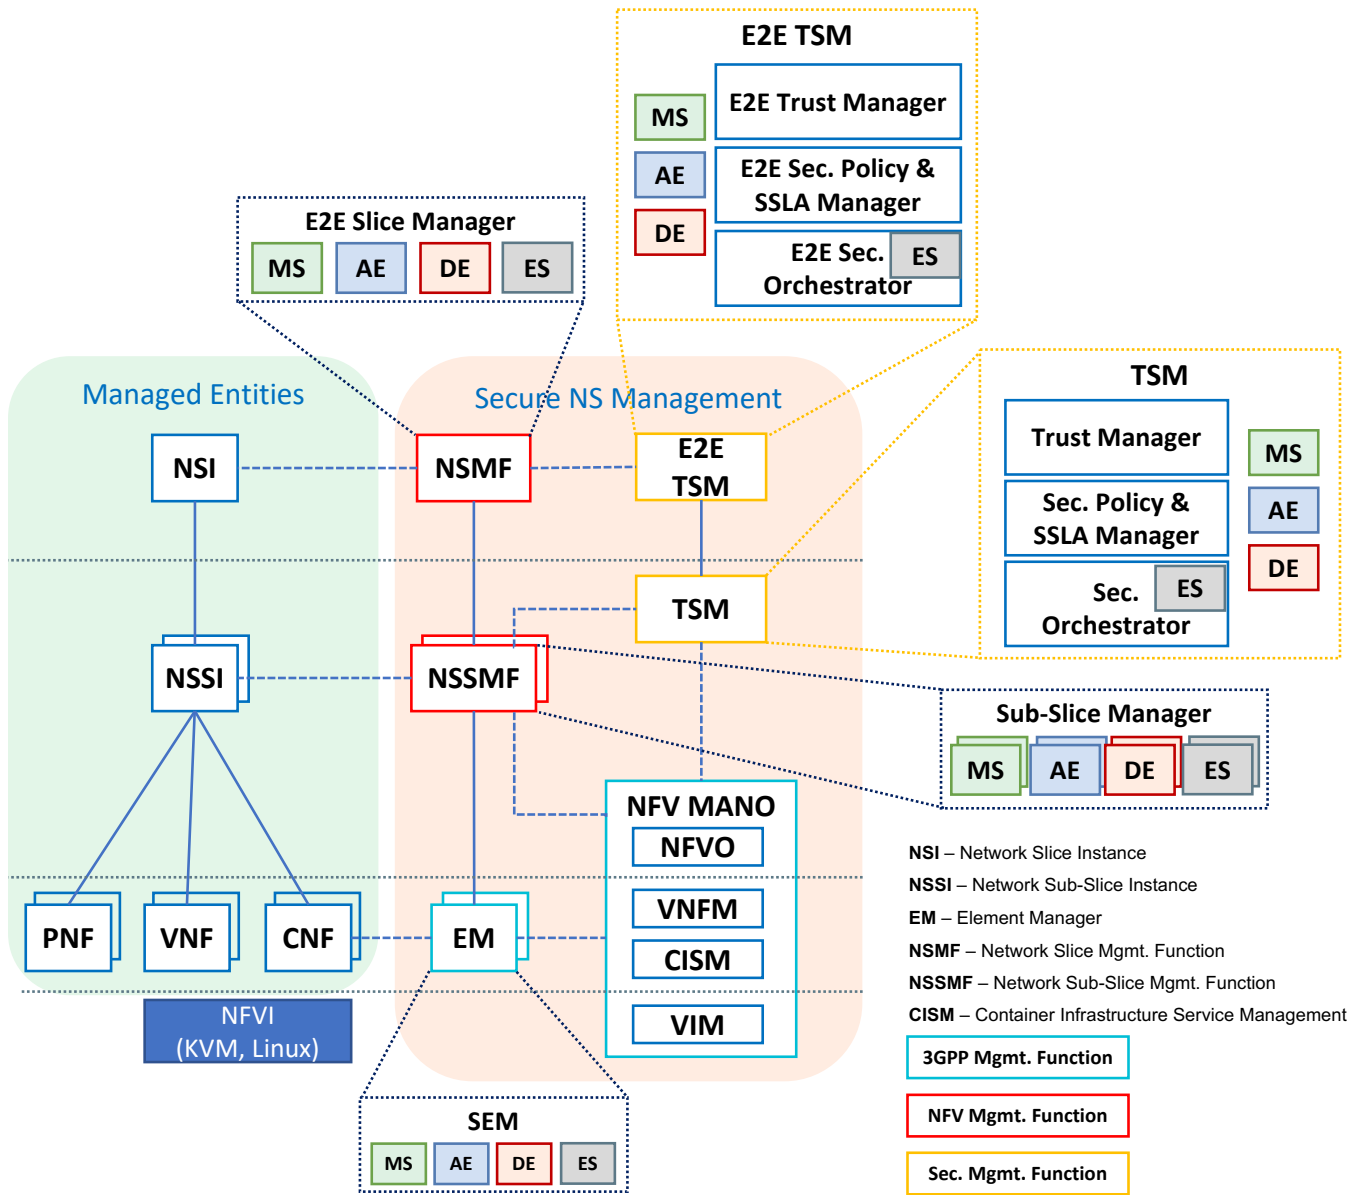 E2E TSM
E2E Trust Manager
MS
AE
E2E Sec. Policy &
SSLA Manager
DE
E2E Sec.
Orchestrator
ES
E2E Slice Manager
MS
AE
DE
ES
TSM
Trust Manager
MS
Sec. Policy &
SSLA Manager
AE
DE
Sec.
Orchestrator
ES
Managed Entities
Secure NS Management
NSI
NSMF
E2E
TSM
TSM
NSSI
NSSMF
Sub-Slice Manager
MS
AE
DE
ES
NFV MANO
NFVO
VNFM
CISM
VIM
PNF
VNF
CNF
EM
NFVI
(KVM, Linux)
SEM
MS
AE
DE
ES
NSI – Network Slice Instance
NSSI – Network Sub-Slice Instance
EM – Element Manager
NSMF – Network Slice Mgmt. Function
NSSMF – Network Sub-Slice Mgmt. Function
CISM – Container Infrastructure Service Management
3GPP Mgmt. Function
NFV Mgmt. Function
Sec. Mgmt. Function